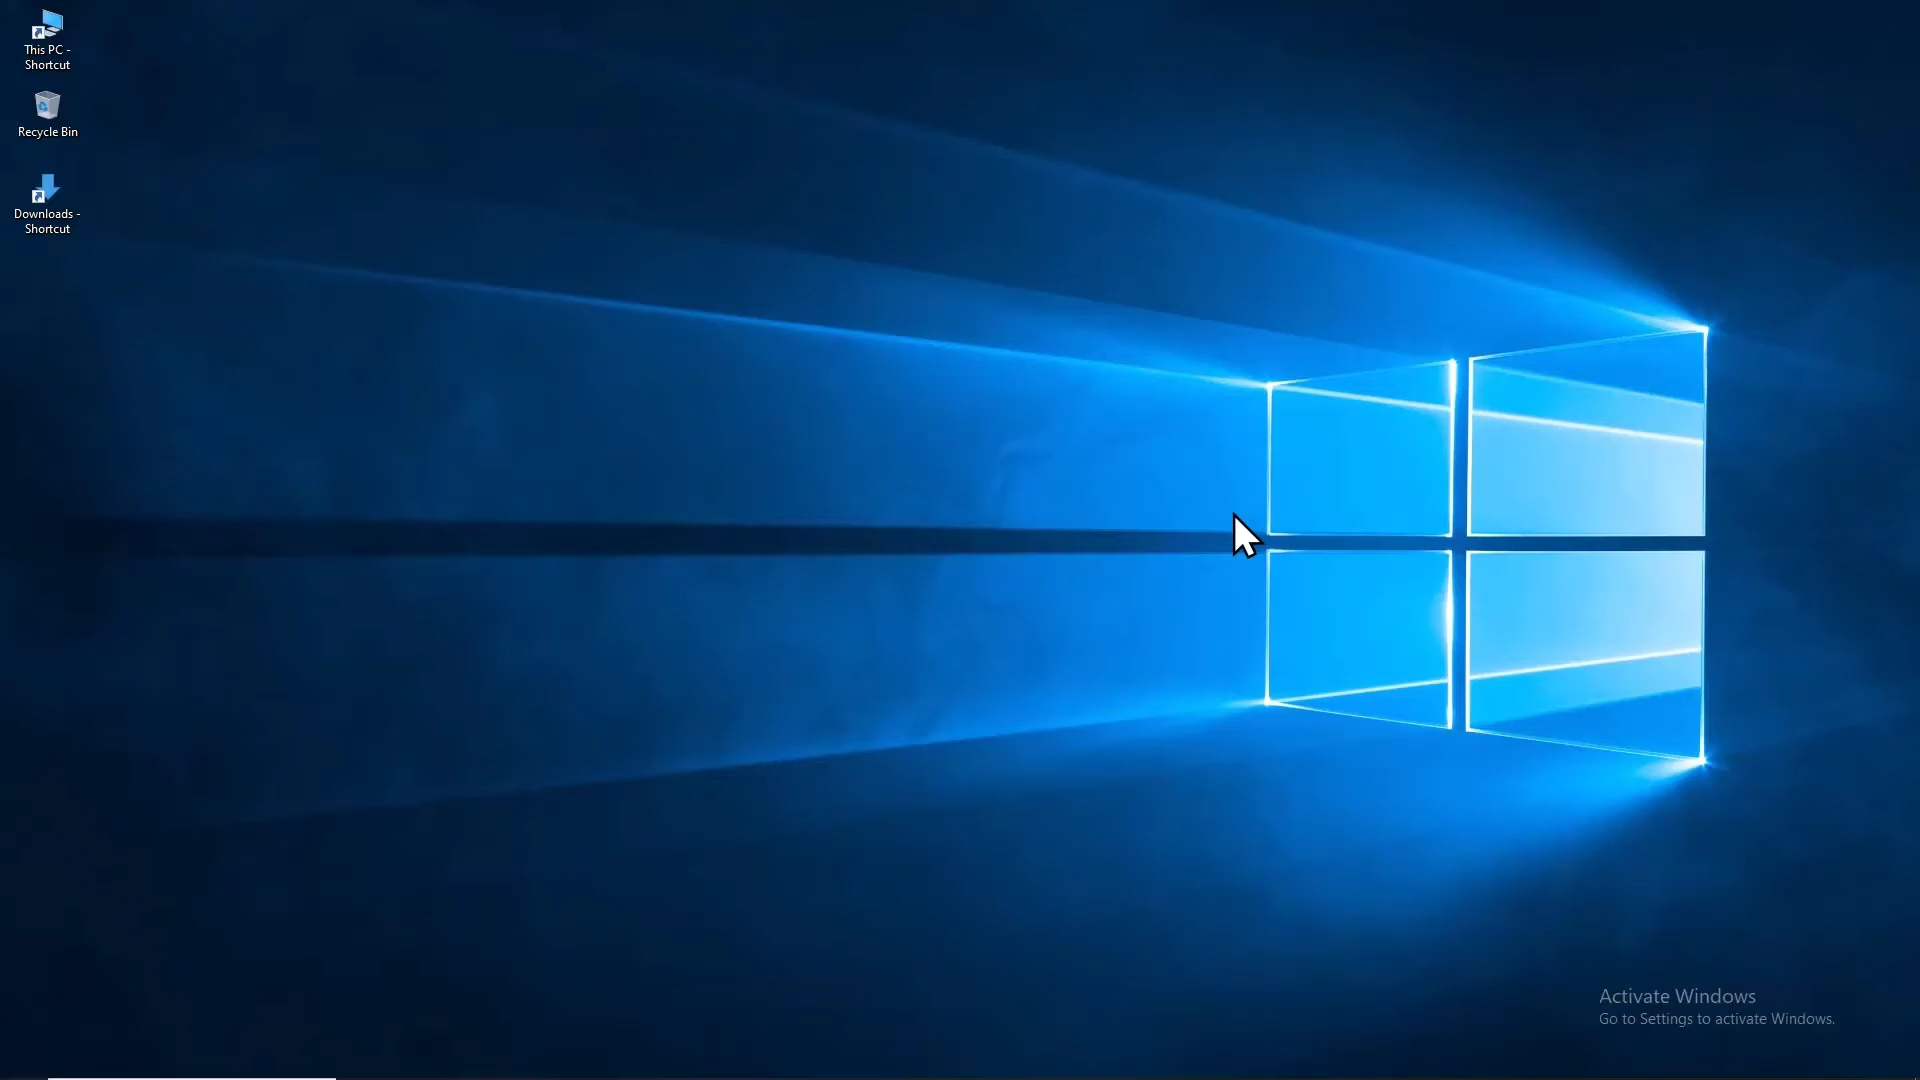 This PC -
Shortcut
Recycle Bin
Downloads -
Shortcut
Activate Windows
Go to Settings to activate Windows.